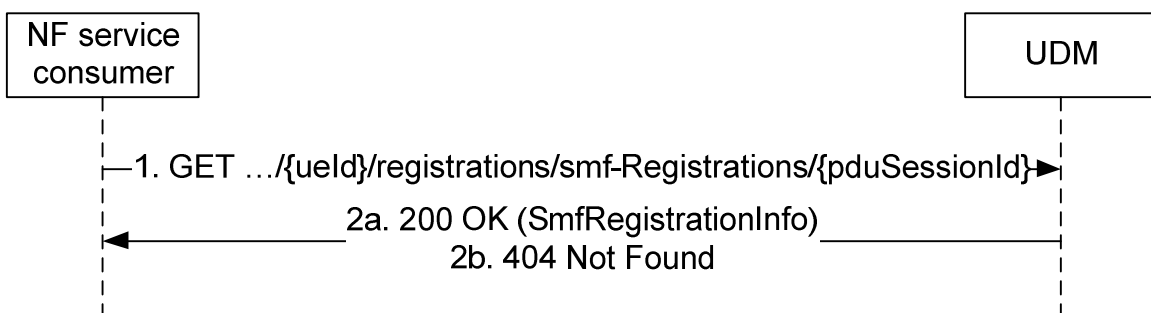 NF service
consumer
UDM
1. GET …/{ueId}/registrations/smf-Registrations/{pduSessionId}
2a. 200 OK (SmfRegistrationInfo)
2b. 404 Not Found